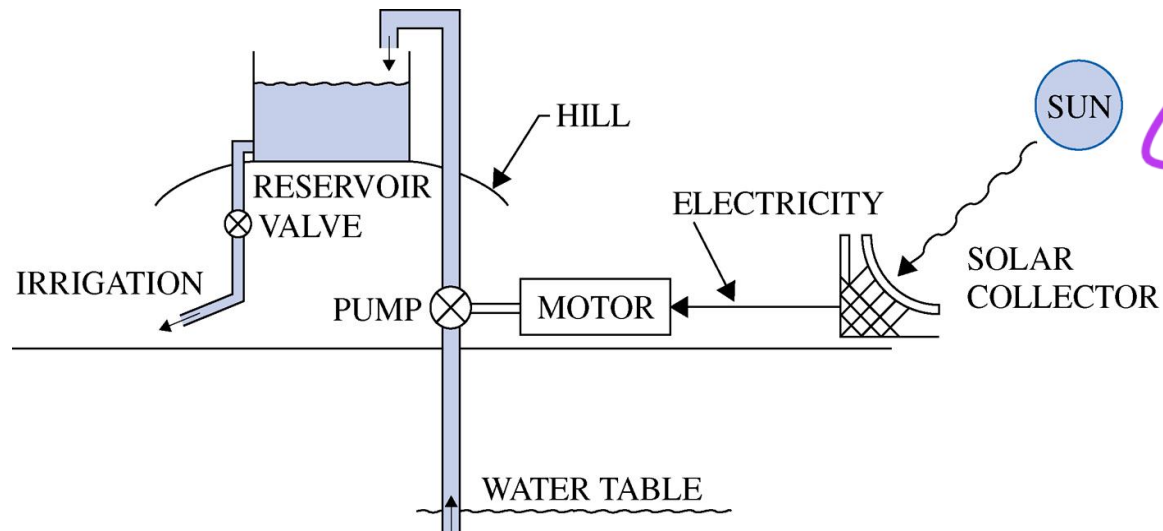 HILL
SUN
RESERVOIR
VALVE
ELECTRICITY
IRRIGATION
SOLAR
COLLECTOR
PUMP
MOTOR
WATER TABLE